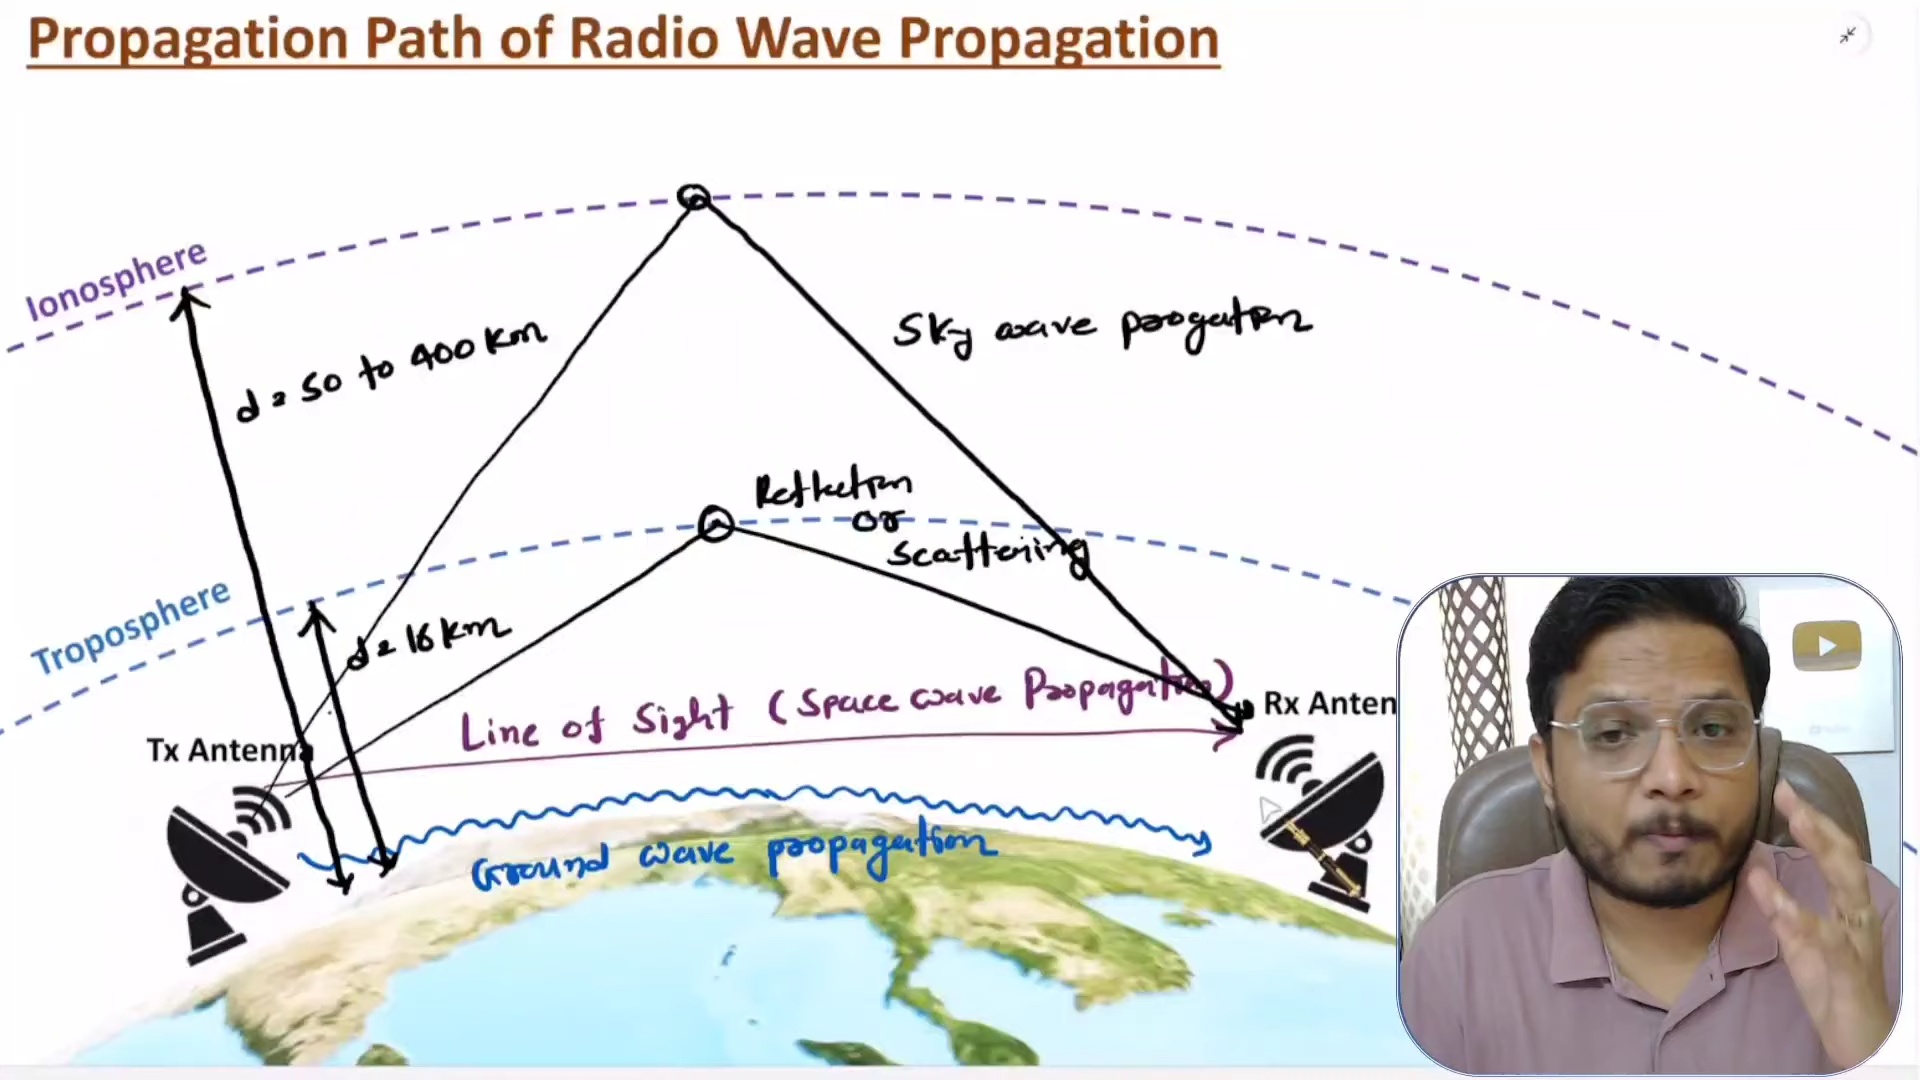 Propagation Path of Radio Wave Propagation
Ionosphere
d = 50 to 400 km
Sky wave progation
Reflection
or
Scattering
Troposphere
d = 16 km
Line of Sight (Space wave Propagation)
Rx Anten
Tx Antenna
Ground wave propagation